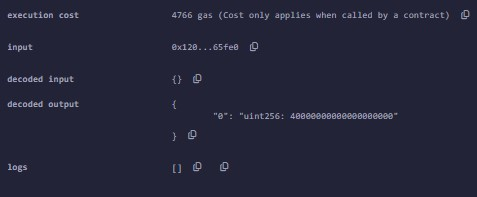 execution cost 4766 gas (Cost only applies when called by a contract)
input 0x120...65fe0
decoded input {}
decoded output {
"0": "uint256: 40000000000000000000"
}
logs []